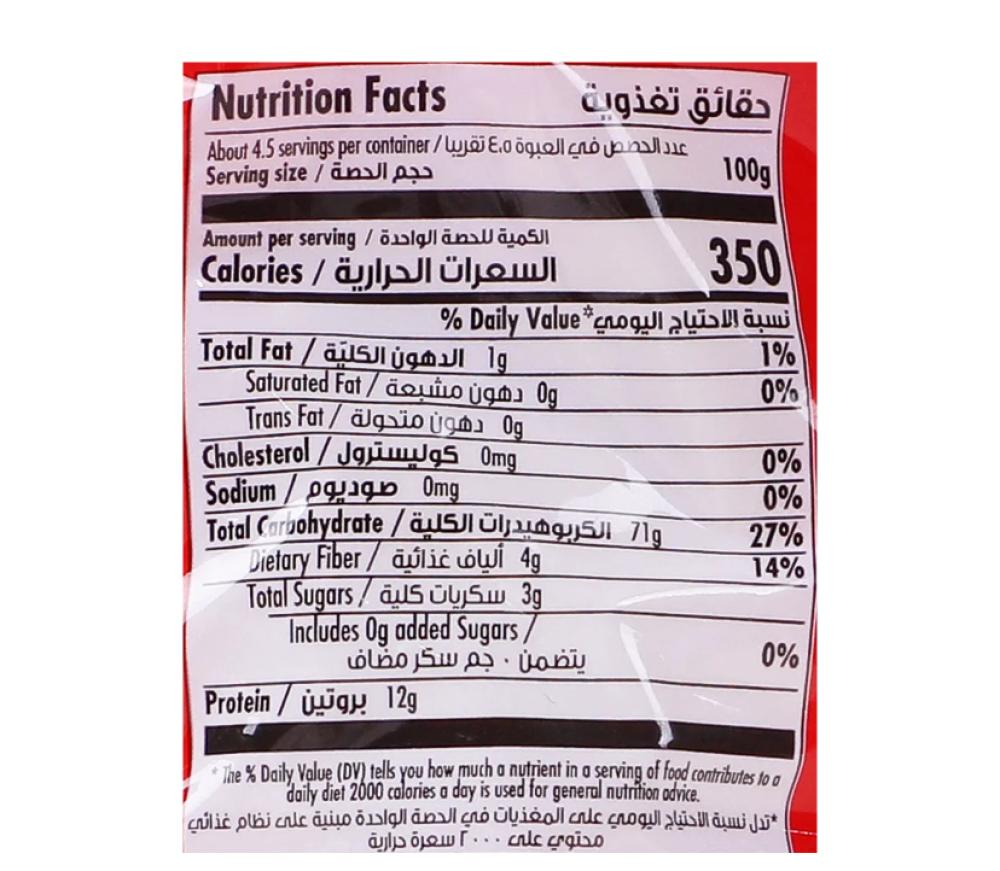 Nutrition Facts حقائق تغذوية
About 4.5 servings per container / عدد الحصص في العبوة ٤.٥ تقريبا
Serving size / حجم الحصة 100g
Amount per serving / الكمية للحصة الواحدة
Calories / السعرات الحرارية 350
% Daily Value* نسبة الاحتياج اليومي
Total Fat / الدهون الكليّة 1g 1%
Saturated Fat / دهون مشبعة 0g 0%
Trans Fat / دهون متحولة 0g
Cholesterol / كوليسترول 0mg 0%
Sodium / صوديوم 0mg 0%
Total Carbohydrate / الكربوهيدرات الكلية 71g 27%
Dietary Fiber / ألياف غذائية 4g 14%
Total Sugars / سكريات كلية 3g
Includes 0g added Sugars /
يتضمن ٠ جم سكر مضاف 0%
Protein / بروتين 12g
* The % Daily Value (DV) tells you how much a nutrient in a serving of food contributes to a
daily diet 2000 calories a day is used for general nutrition advice.
*تدل نسبة الاحتياج اليومي على المغذيات في الحصة الواحدة مبنية على نظام غذائي
محتوي على ٢٠٠٠ سعرة حرارية